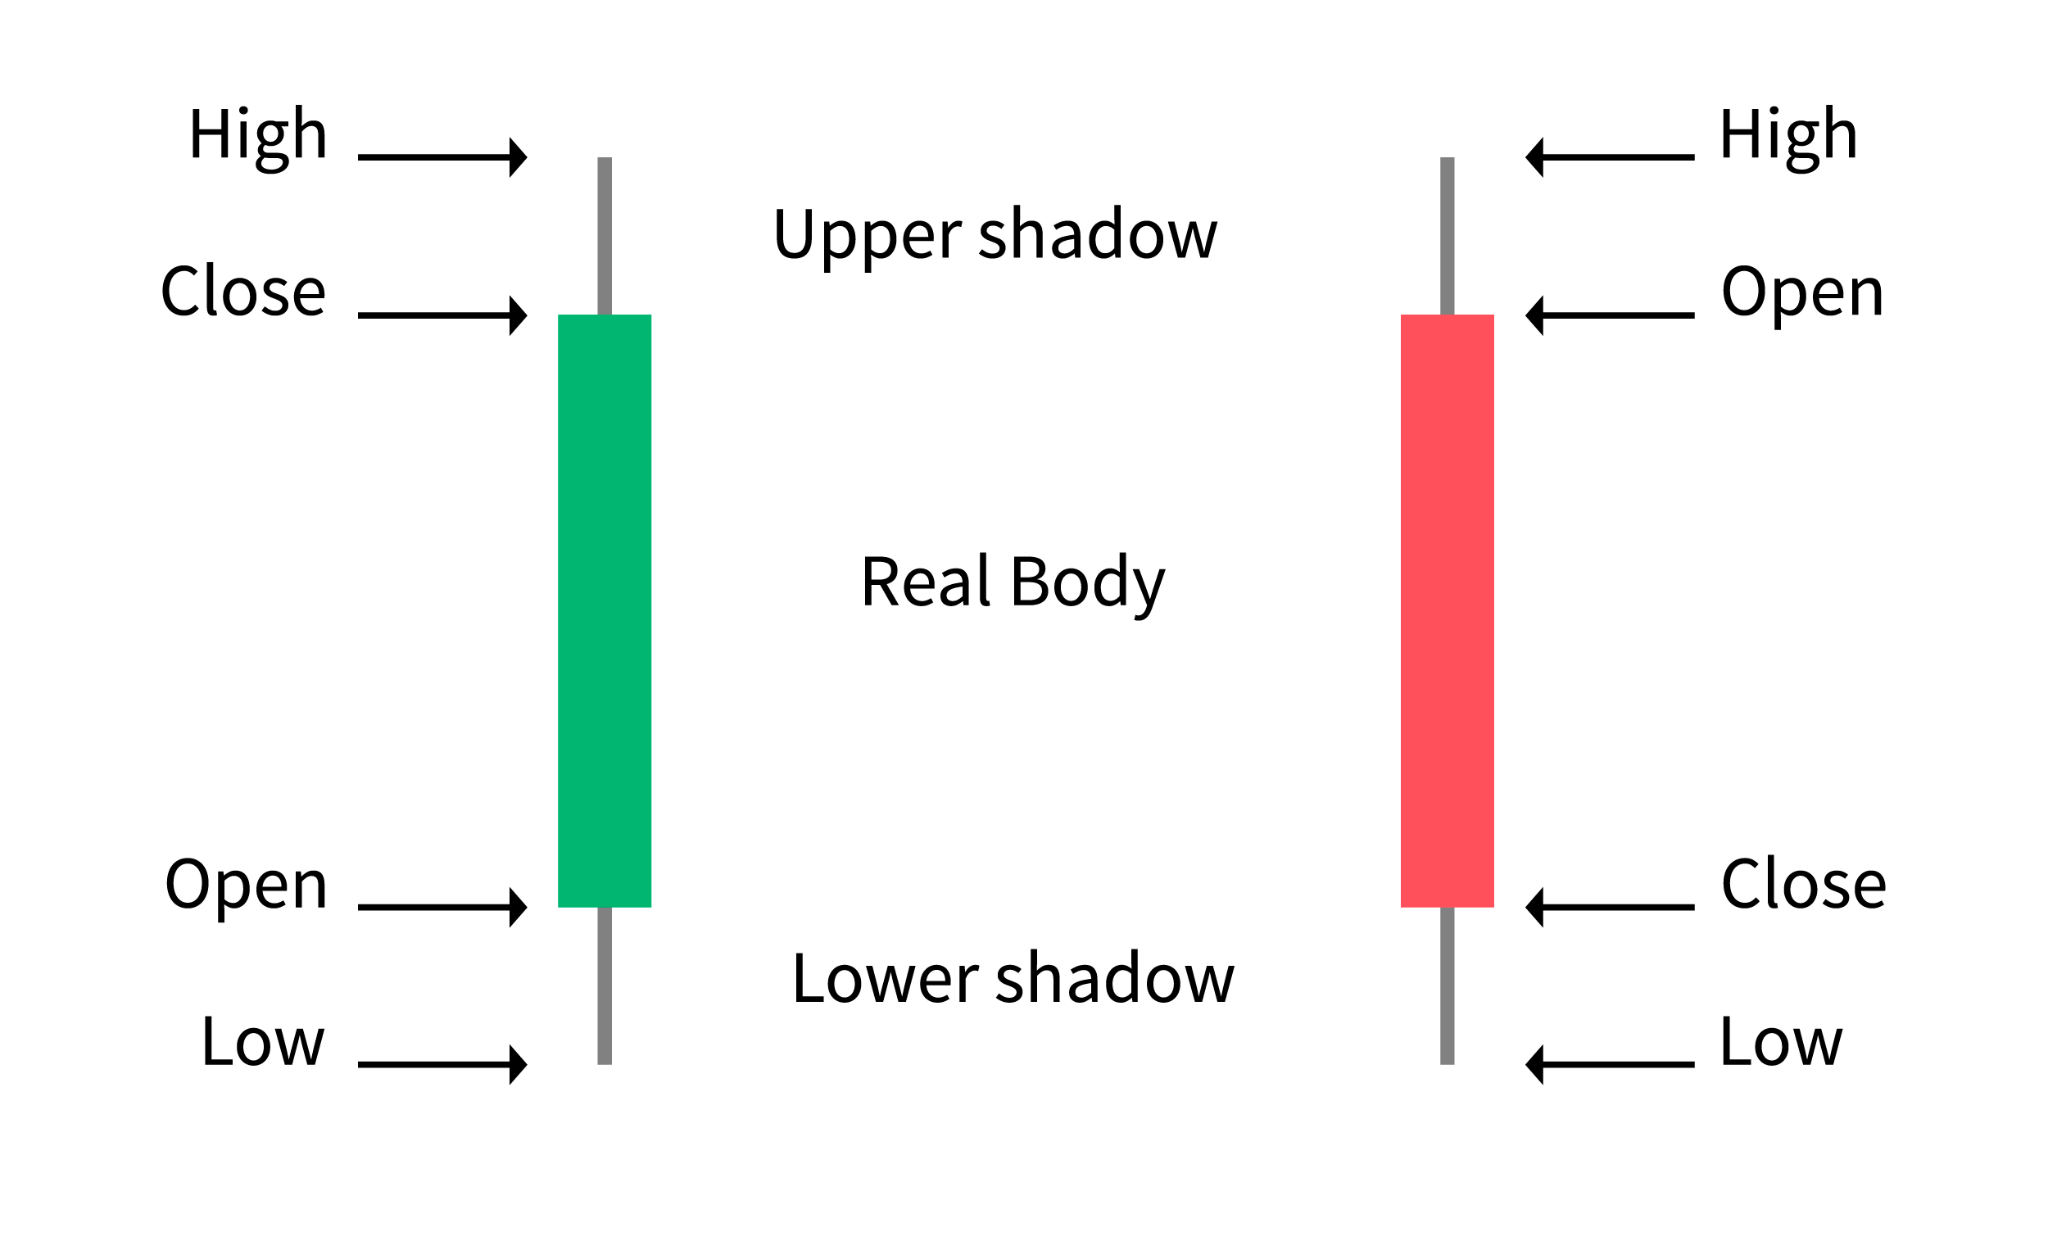 High
High
Upper shadow
Close
Open
Real Body
Open
Close
Lower shadow
Low
Low